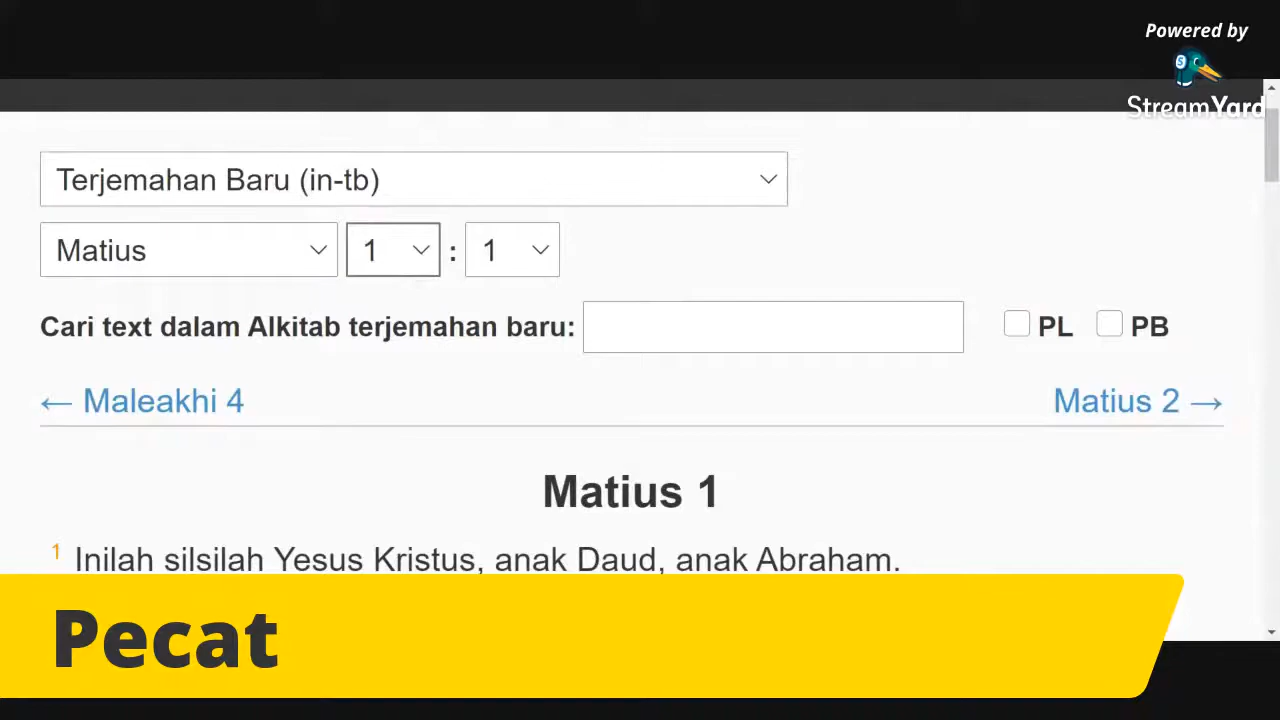 Powered by
StreamYard
Terjemahan Baru (in-tb)
Matius 1 : 1
Cari text dalam Alkitab terjemahan baru: PL PB
← Maleakhi 4 Matius 2 →
Matius 1
1 Inilah silsilah Yesus Kristus, anak Daud, anak Abraham.
Pecat